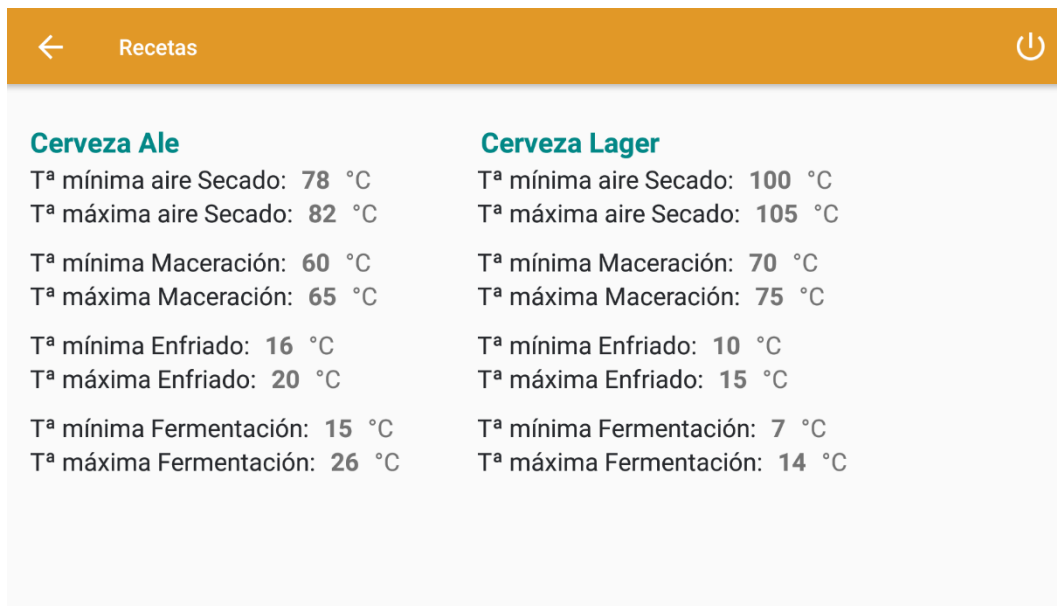 Recetas
Cerveza Ale
Tª mínima aire Secado: 78 °C
Tª máxima aire Secado: 82 °C
Tª mínima Maceración: 60 °C
Tª máxima Maceración: 65 °C
Tª mínima Enfriado: 16 °C
Tª máxima Enfriado: 20 °C
Tª mínima Fermentación: 15 °C
Tª máxima Fermentación: 26 °C
Cerveza Lager
Tª mínima aire Secado: 100 °C
Tª máxima aire Secado: 105 °C
Tª mínima Maceración: 70 °C
Tª máxima Maceración: 75 °C
Tª mínima Enfriado: 10 °C
Tª máxima Enfriado: 15 °C
Tª mínima Fermentación: 7 °C
Tª máxima Fermentación: 14 °C